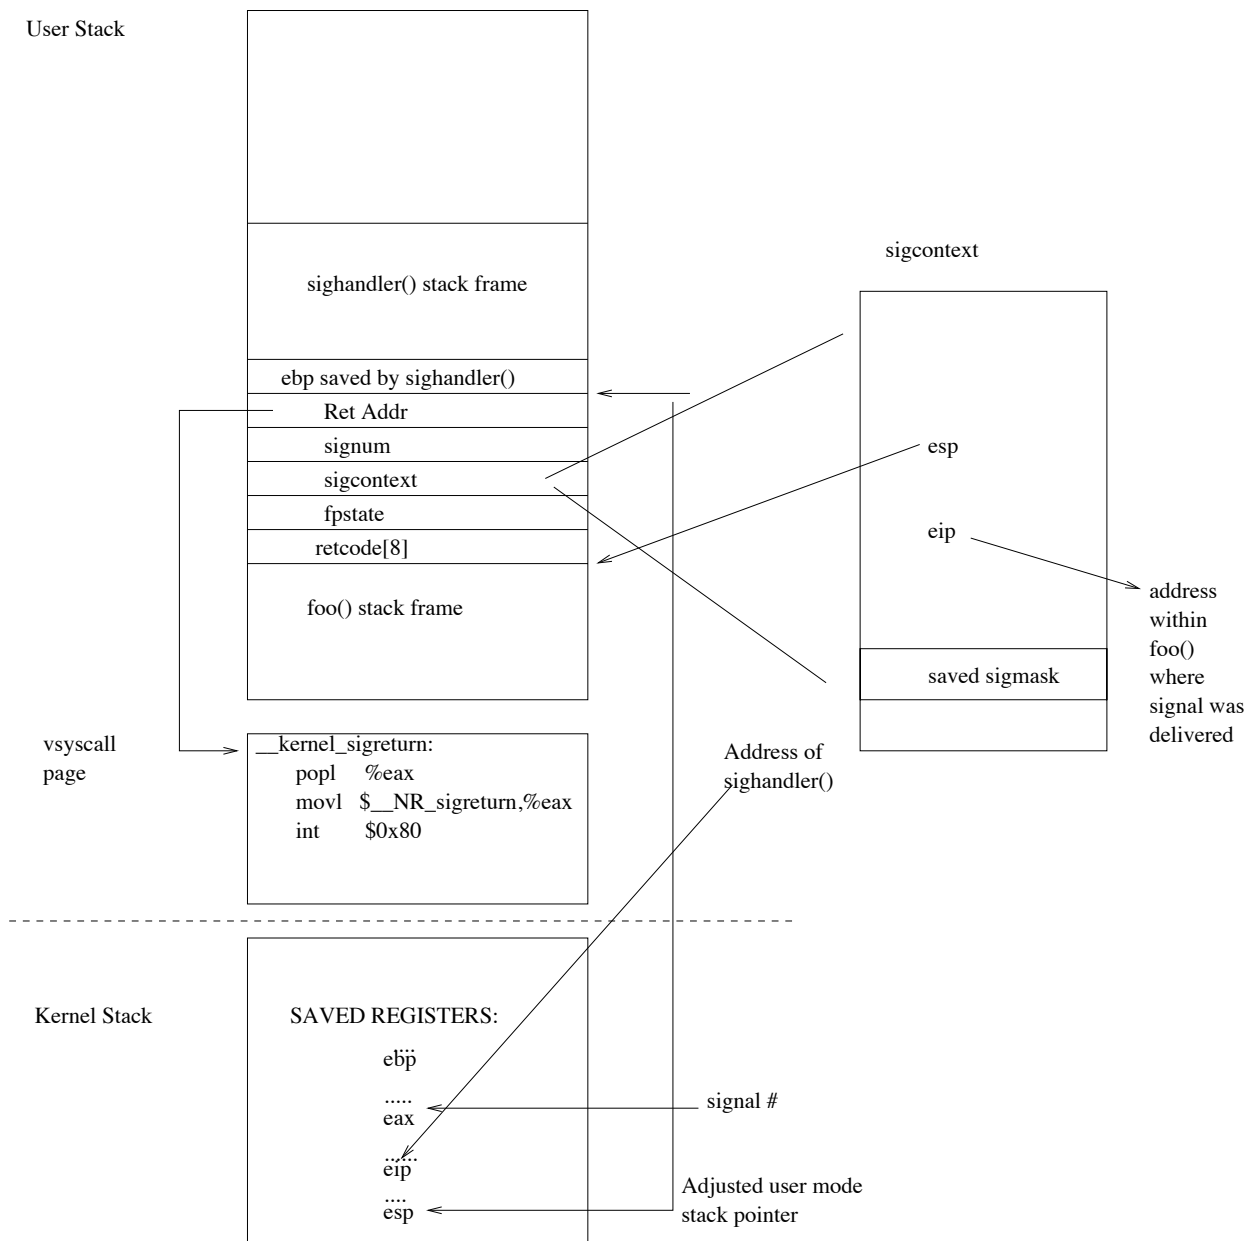 User Stack
sighandler() stack frame
sigcontext
ebp saved by sighandler()
Ret Addr
signum
sigcontext
fpstate
retcode[8]
foo() stack frame
esp
eip
address
within
foo()
where
signal was
delivered
saved sigmask
vsyscall
page
__kernel_sigreturn:
popl %eax
movl $__NR_sigreturn,%eax
int $0x80
Address of
sighandler()
Kernel Stack
SAVED REGISTERS:
....
ebp
.....
eax
signal #
......
eip
....
esp
Adjusted user mode
stack pointer